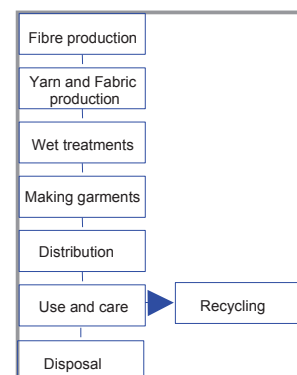 Fibre production
Yarn and Fabric
production
Wet treatments
Making garments
Distribution
Use and care
Recycling
Disposal